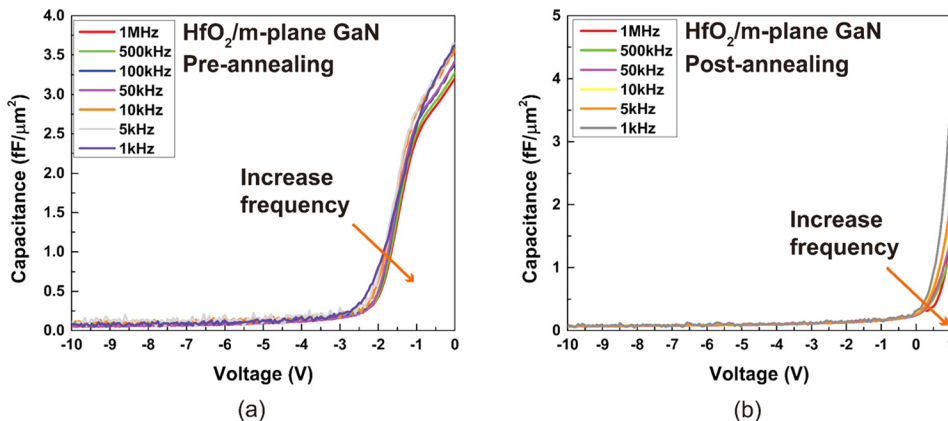 4.0
3.5
3.0
2.5
2.0
1.5
1.0
0.5
0.0
Capacitance (fF/μm²)
1MHz
500kHz
100kHz
50kHz
10kHz
5kHz
1kHz
HfO₂/m-plane GaN
Pre-annealing
Increase
frequency
-10 -9 -8 -7 -6 -5 -4 -3 -2 -1 0
Voltage (V)
(a)
5
4
3
2
1
0
Capacitance (fF/μm²)
1MHz
500kHz
50kHz
10kHz
5kHz
1kHz
HfO₂/m-plane GaN
Post-annealing
Increase
frequency
-10 -9 -8 -7 -6 -5 -4 -3 -2 -1 0
Voltage (V)
(b)